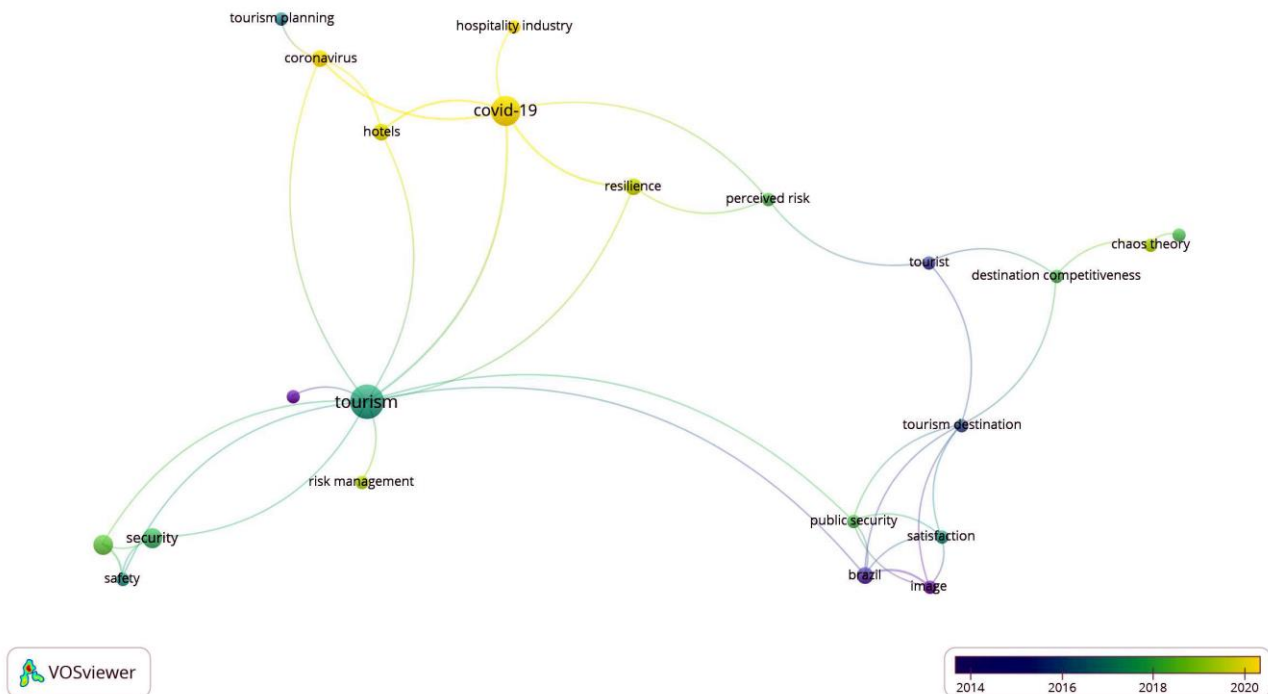 tourism planning
hospitality industry
coronavirus
covid-19
hotels
resilience
perceived risk
chaos theory
tourist
destination competitiveness
tourism
tourism destination
risk management
public security
security
satisfaction
safety
brazil
image
VOSviewer
2014
2016
2018
2020